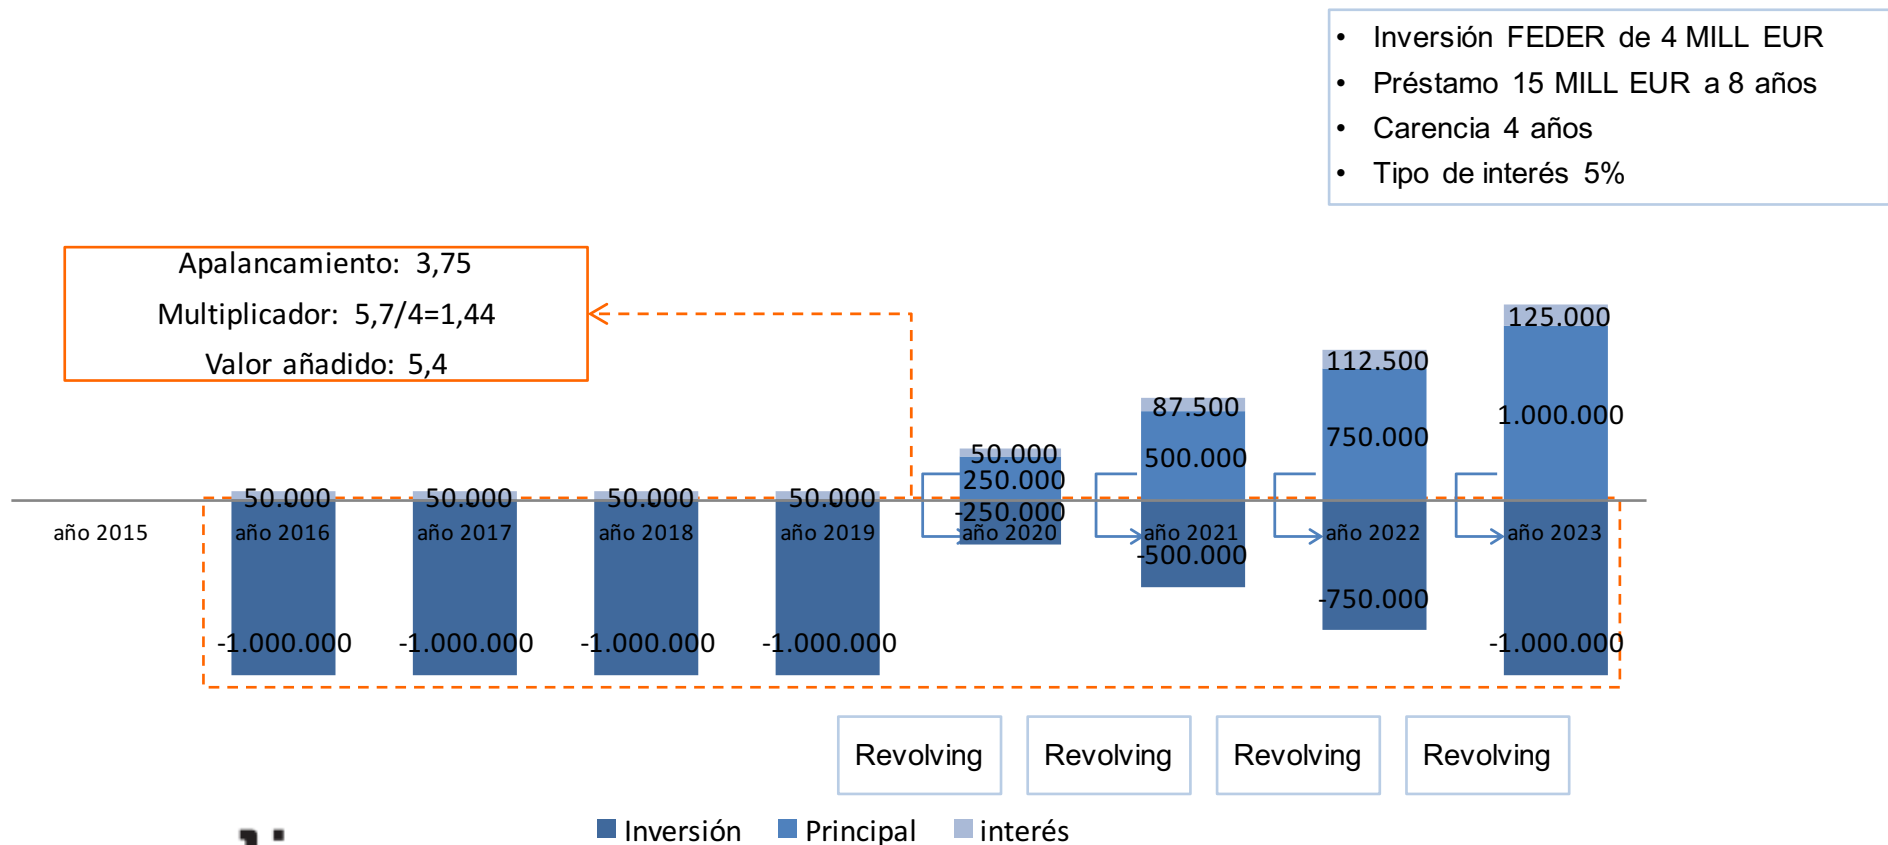 • Inversión FEDER de 4 MILL EUR
• Préstamo 15 MILL EUR a 8 años
• Carencia 4 años
• Tipo de interés 5%
Apalancamiento: 3,75
Multiplicador: 5,7/4=1,44
Valor añadido: 5,4
125.000
112.500
1.000.000
87.500
750.000
50.000
500.000
250.000
50.000 50.000 50.000 50.000
-250.000
año 2015 año 2016 año 2017 año 2018 año 2019 año 2020 año 2021 año 2022 año 2023
-500.000
-750.000
-1.000.000 -1.000.000 -1.000.000 -1.000.000 -1.000.000
Revolving Revolving Revolving Revolving
Inversión Principal interés